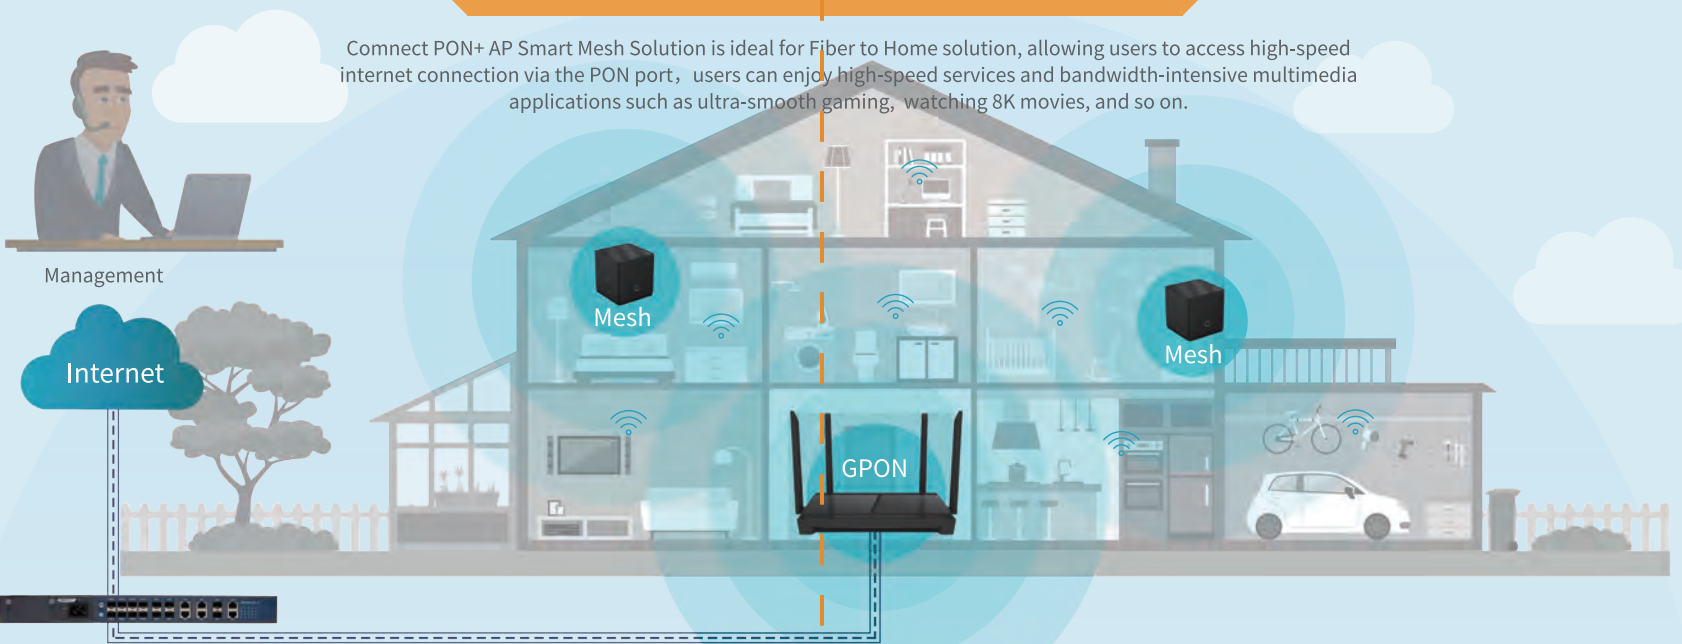 Comnect PON+ AP Smart Mesh Solution is ideal for Fiber to Home solution, allowing users to access high-speed
internet connection via the PON port，users can enjoy high-speed services and bandwidth-intensive multimedia
applications such as ultra-smooth gaming, watching 8K movies, and so on.
Management
Mesh
Mesh
Internet
GPON